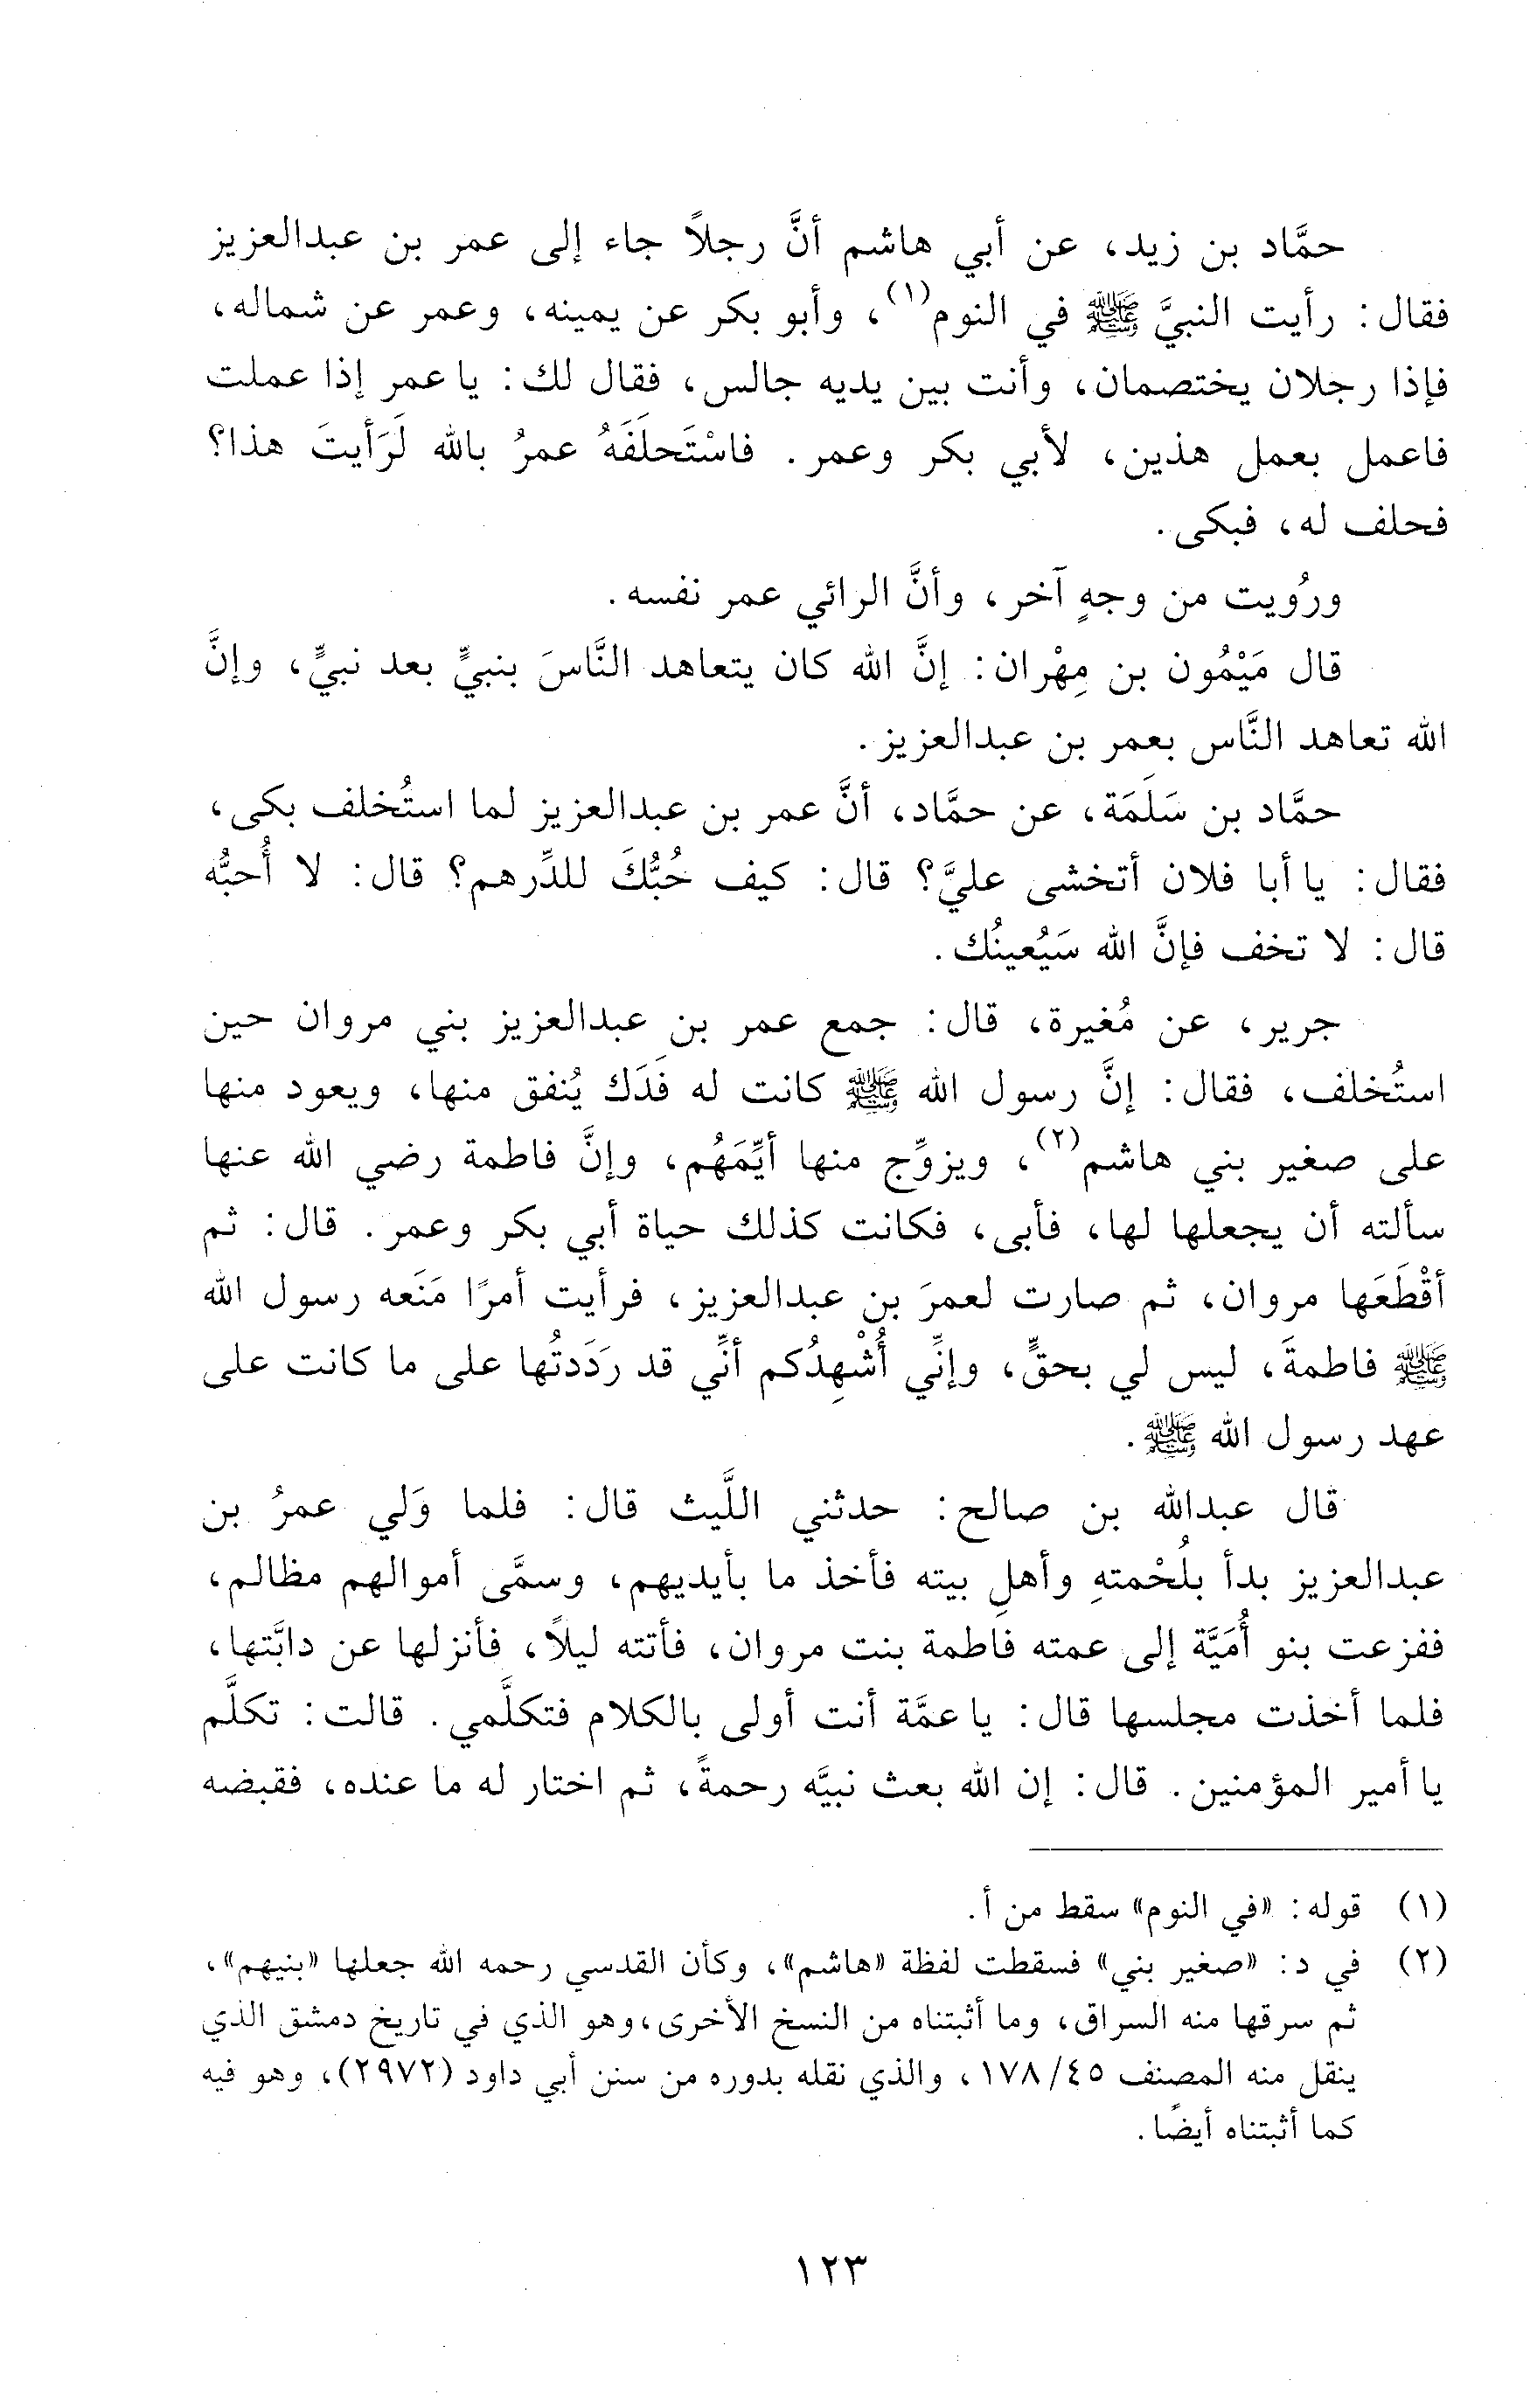 حمَّاد بن زيد، عن أبي هاشم أنَّ رجلاً جاء إلى عمر بن عبدالعزيز
فقال: رأيت النبيَّ ﷺ في النوم(١)، وأبو بكر عن يمينه، وعمر عن شماله،
فإذا رجلان يختصمان، وأنت بين يديه جالس، فقال لك: يا عمر إذا عملت
فاعمل بعمل هذين، لأبي بكر وعمر. فاسْتَحلَفَهُ عمرُ بالله لَرَأيتَ هذا؟
فحلف له، فبكى.
ورُويت من وجهٍ آخر، وأنَّ الرائي عمر نفسه.
قال مَيْمُون بن مِهْران: إنَّ الله كان يتعاهد النَّاسَ بنبيٍّ بعد نبيٍّ، وإنَّ
الله تعاهد النَّاس بعمر بن عبدالعزيز.
حمَّاد بن سَلَمَة، عن حمَّاد، أنَّ عمر بن عبدالعزيز لما استُخلف بكى،
فقال: يا أبا فلان أتخشى عليَّ؟ قال: كيف حُبُّكَ للدِّرهم؟ قال: لا أُحبُّه
قال: لا تخف فإنَّ الله سَيُعينُك.
جرير، عن مُغيرة، قال: جمع عمر بن عبدالعزيز بني مروان حين
استُخلف، فقال: إنَّ رسول الله ﷺ كانت له فَدَك يُنفق منها، ويعود منها
على صغير بني هاشم(٢)، ويزوِّج منها أيِّمَهُم، وإنَّ فاطمة رضي الله عنها
سألته أن يجعلها لها، فأبى، فكانت كذلك حياة أبي بكر وعمر. قال: ثم
أقْطَعَها مروان، ثم صارت لعمرَ بن عبدالعزيز، فرأيت أمرًا مَنَعه رسول الله
ﷺ فاطمةَ، ليس لي بحقٍّ، وإنِّي أُشْهِدُكم أنِّي قد رَدَدتُها على ما كانت على
عهد رسول الله ﷺ.
قال عبدالله بن صالح: حدثني اللَّيث قال: فلما وَلي عمرُ بن
عبدالعزيز بدأ بلُحْمتهِ وأهلِ بيته فأخذ ما بأيديهم، وسمَّى أموالهم مظالم،
ففزعت بنو أُمَيَّة إلى عمته فاطمة بنت مروان، فأتته ليلاً، فأنزلها عن دابَّتها،
فلما أخذت مجلسها قال: يا عمَّة أنت أولى بالكلام فتكلَّمي. قالت: تكلَّم
يا أمير المؤمنين. قال: إن الله بعث نبيَّه رحمةً، ثم اختار له ما عنده، فقبضه
(١) قوله: «في النوم» سقط من أ.
(٢) في د: «صغير بني» فسقطت لفظة «هاشم»، وكأن القدسي رحمه الله جعلها «بنيهم»،
ثم سرقها منه السراق، وما أثبتناه من النسخ الأخرى، وهو الذي في تاريخ دمشق الذي
ينقل منه المصنف ٤٥/ ١٧٨، والذي نقله بدوره من سنن أبي داود (٢٩٧٢)، وهو فيه
كما أثبتناه أيضًا.
١٢٣